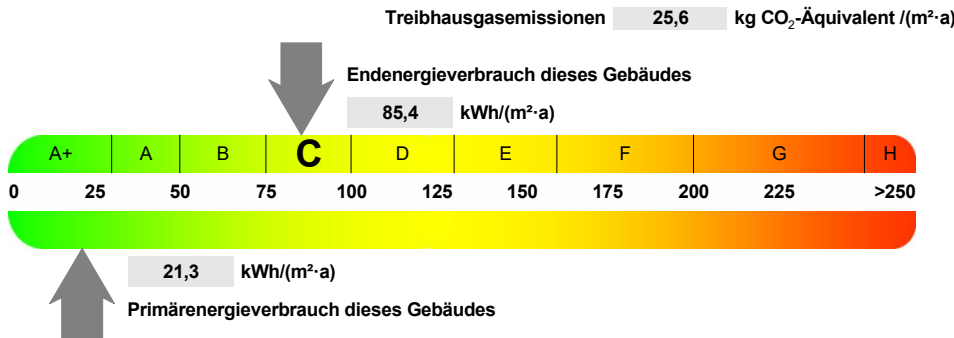 Treibhausgasemissionen 25,6 kg CO₂-Äquivalent /(m²·a)
Endenergieverbrauch dieses Gebäudes
85,4 kWh/(m²·a)
A+ A B C D E F G H
0 25 50 75 100 125 150 175 200 225 >250
21,3 kWh/(m²·a)
Primärenergieverbrauch dieses Gebäudes